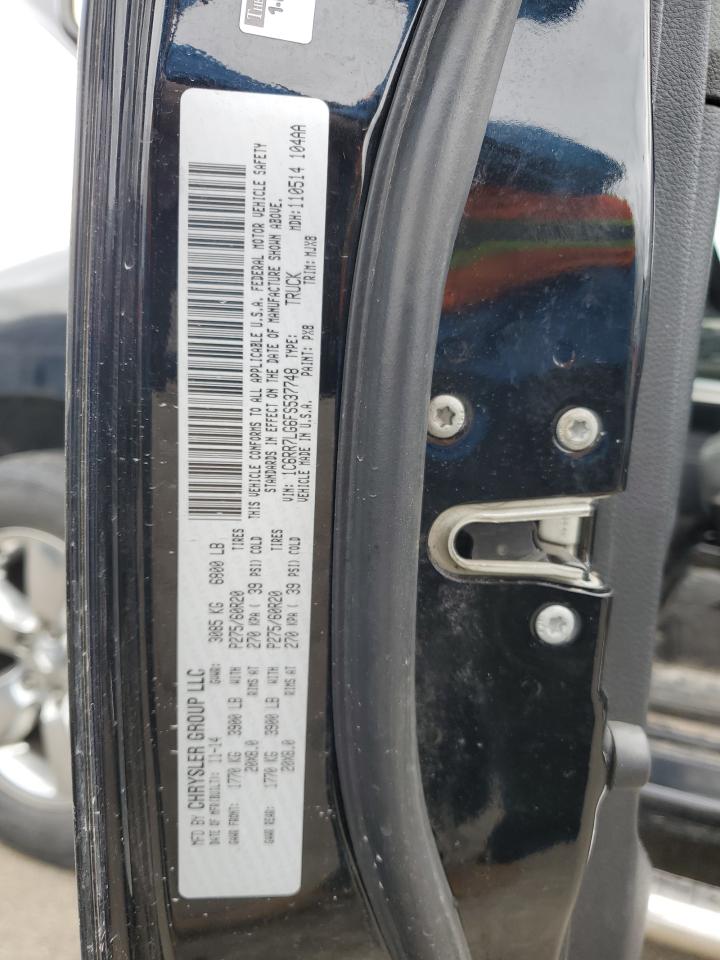 MFD BY CHRYSLER GROUP LLC
DATE OF MFR(BUILT): 11-14 GVWR: 3085 KG 6800 LB
GAWR FRONT: 1770 KG 3900 LB WITH P275/60R20 TIRES
20X8.0 RIMS AT 270 KPA ( 39 PSI) COLD
GAWR REAR: 1770 KG 3900 LB WITH P275/60R20 TIRES
20X8.0 RIMS AT 270 KPA ( 39 PSI) COLD
THIS VEHICLE CONFORMS TO ALL APPLICABLE U.S.A. FEDERAL MOTOR VEHICLE SAFETY
STANDARDS IN EFFECT ON THE DATE OF MANUFACTURE SHOWN ABOVE.
VIN: 1C6RR7LG6FS537748 TYPE: TRUCK MDH:110514 104AA
VEHICLE MADE IN U.S.A. PAINT: PX8 TRIM: MJX8